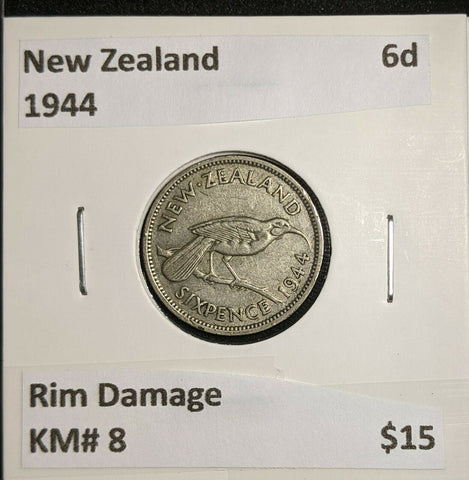 New Zealand 6d
1944
NEW·ZEALAND
SIXPENCE 1944
Rim Damage
KM# 8 $15